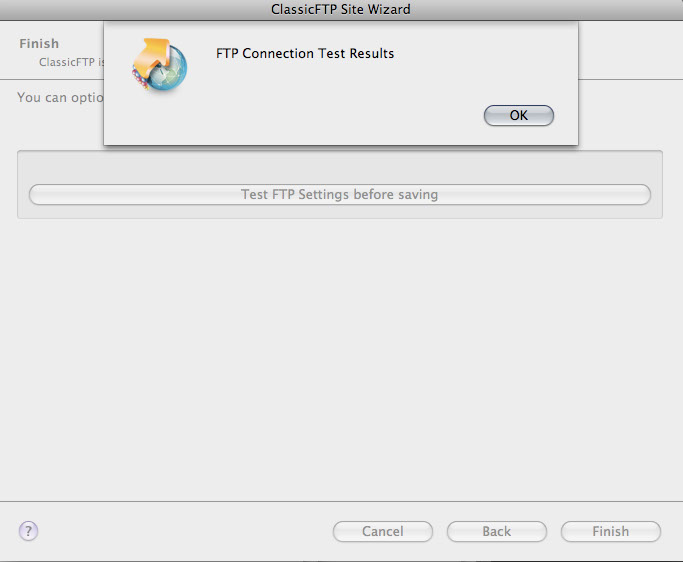 ClassicFTP Site Wizard
FTP Connection Test Results
OK
Finish
ClassicFTP is
You can optio
Test FTP Settings before saving
?
Cancel
Back
Finish